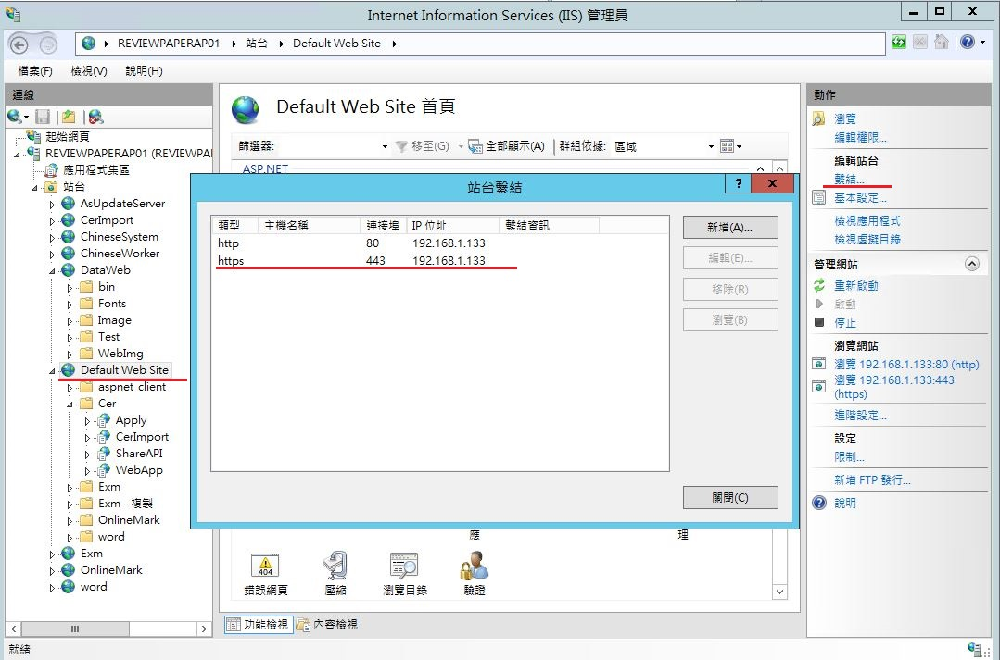 Internet Information Services (IIS) 管理員
REVIEWPAPERAP01 站台 Default Web Site
檔案(F) 檢視(V) 說明(H)
連線
起始網頁
REVIEWPAPERAP01 (REVIEWPA
應用程式集區
站台
AsUpdateServer
CerImport
ChineseSystem
ChineseWorker
DataWeb
bin
Fonts
Image
Test
WebImg
Default Web Site
aspnet_client
Cer
Apply
CerImport
ShareAPI
WebApp
Exm
Exm - 複製
OnlineMark
word
Exm
OnlineMark
word
Default Web Site 首頁
篩選器: 移至(G) 全部顯示(A) 群組依據: 區域
ASP.NET
站台繫結
類型 主機名稱 連接埠 IP 位址 繫結資訊
http 80 192.168.1.133
https 443 192.168.1.133
新增(A)...
編輯(E)...
移除(R)
瀏覽(B)
關閉(C)
應 理
404
錯誤網頁 壓縮 瀏覽目錄 驗證
功能檢視 內容檢視
動作
瀏覽
編輯權限...
編輯站台
繫結...
基本設定...
檢視應用程式
檢視虛擬目錄
管理網站
重新啟動
啟動
停止
瀏覽網站
瀏覽 192.168.1.133:80 (http)
瀏覽 192.168.1.133:443
(https)
進階設定...
設定
限制...
新增 FTP 發行...
說明
就緒